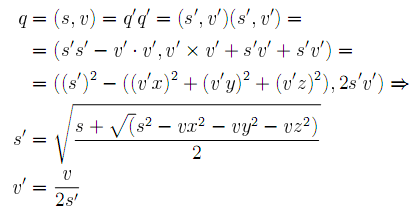 q = (s, v) = q′q′ = (s′, v′)(s′, v′) =
= (s′s′ − v′ · v′, v′ × v′ + s′v′ + s′v′) =
= ((s′)² − ((v′x)² + (v′y)² + (v′z)²), 2s′v′) ⇒
s′ = √((s + √(s² − vx² − vy² − vz²))/2)
v′ = v/2s′